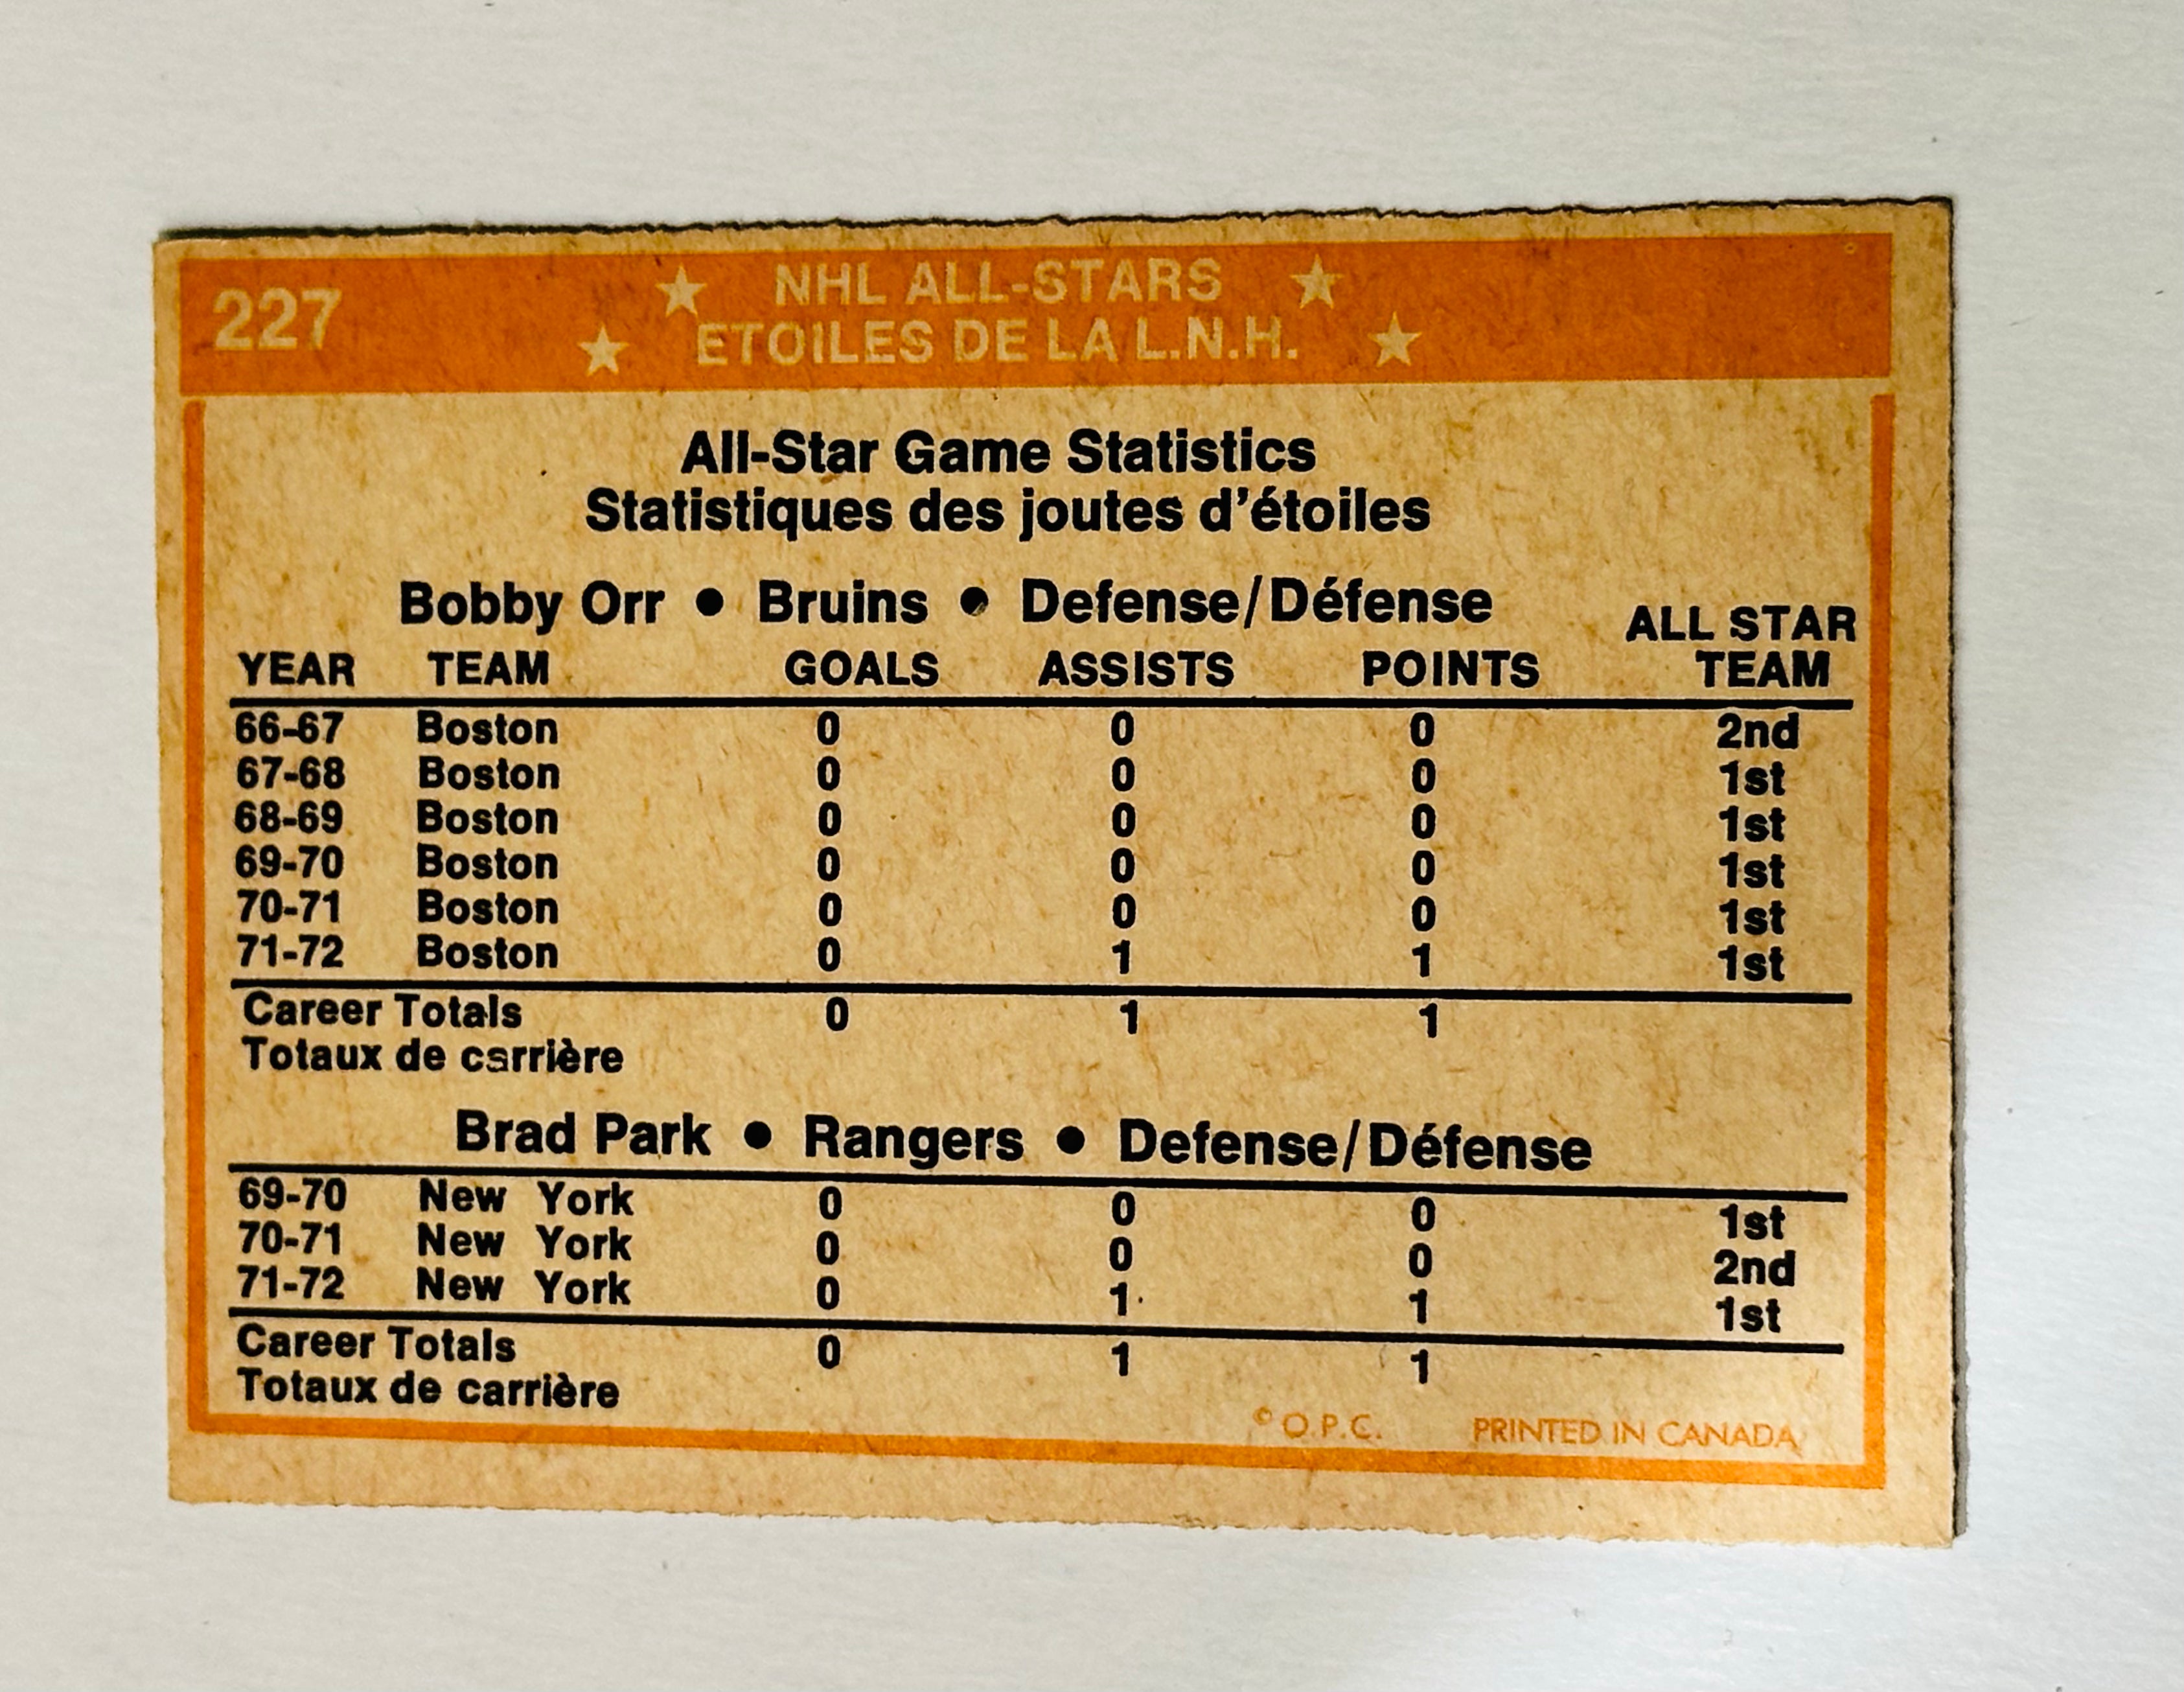 227
NHL ALL-STARS
ETOILES DE LA L.N.H.
All-Star Game Statistics
Statistiques des joutes d'étoiles
Bobby Orr • Bruins • Defense/Défense
YEAR TEAM GOALS ASSISTS POINTS ALL STAR TEAM
66-67 Boston 0 0 0 2nd
67-68 Boston 0 0 0 1st
68-69 Boston 0 0 0 1st
69-70 Boston 0 0 0 1st
70-71 Boston 0 0 0 1st
71-72 Boston 0 1 1 1st
Career Totals 0 1 1
Totaux de carrière
Brad Park • Rangers • Defense/Défense
69-70 New York 0 0 0 1st
70-71 New York 0 0 0 2nd
71-72 New York 0 1 1 1st
Career Totals 0 1 1
Totaux de carrière
© O.P.C. PRINTED IN CANADA